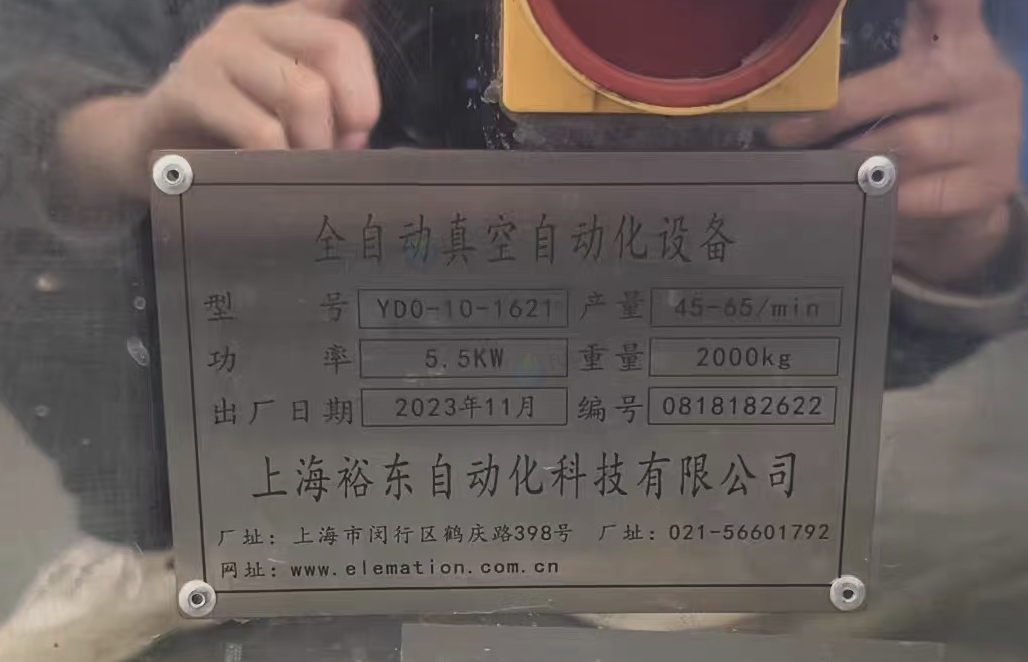 全自动真空自动化设备
型号 YDO-10-1621 产量 45-65/min
功率 5.5KW 重量 2000kg
出厂日期 2023年11月 编号 0818182622
上海裕东自动化科技有限公司
厂址：上海市闵行区鹤庆路398号 厂址：021-56601792
网址：www.elemation.com.cn